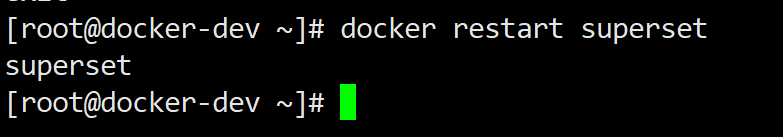 [root@docker-dev ~]# docker restart superset
superset
[root@docker-dev ~]#